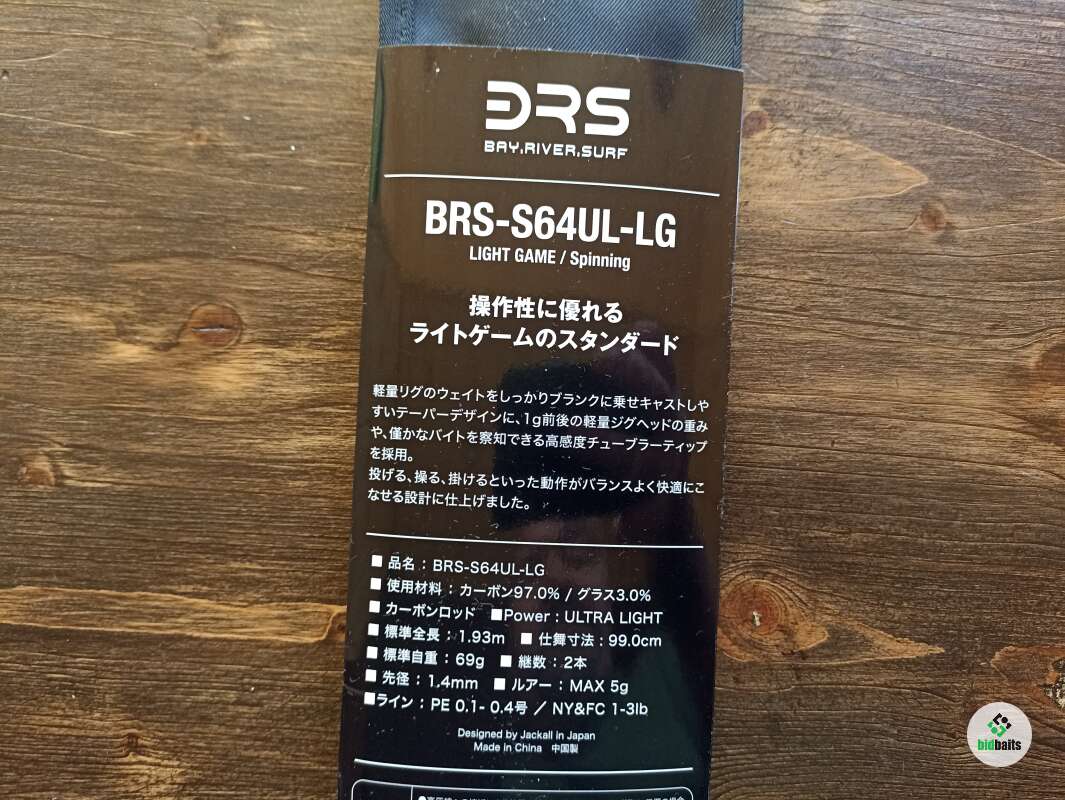 BRS
BAY,RIVER,SURF
BRS-S64UL-LG
LIGHT GAME / Spinning
操作性に優れる
ライトゲームのスタンダード
軽量リグのウェイトをしっかりブランクに乗せキャストしや
すいテーパーデザインに、1g前後の軽量ジグヘッドの重み
や、僅かなバイトを察知できる高感度チューブラーティップ
を採用。
投げる、操る、掛けるといった動作がバランスよく快適にこ
なせる設計に仕上げました。
■ 品名 : BRS-S64UL-LG
■ 使用材料 : カーボン97.0% / グラス3.0%
■ カーボンロッド ■Power : ULTRA LIGHT
■ 標準全長 : 1.93m ■ 仕舞寸法 : 99.0cm
■ 標準自重 : 69g ■ 継数 : 2本
■ 先径 : 1.4mm ■ ルアー : MAX 5g
■ライン : PE 0.1- 0.4号 / NY&FC 1-3lb
Designed by Jackall in Japan
Made in China 中国製
bidbaits